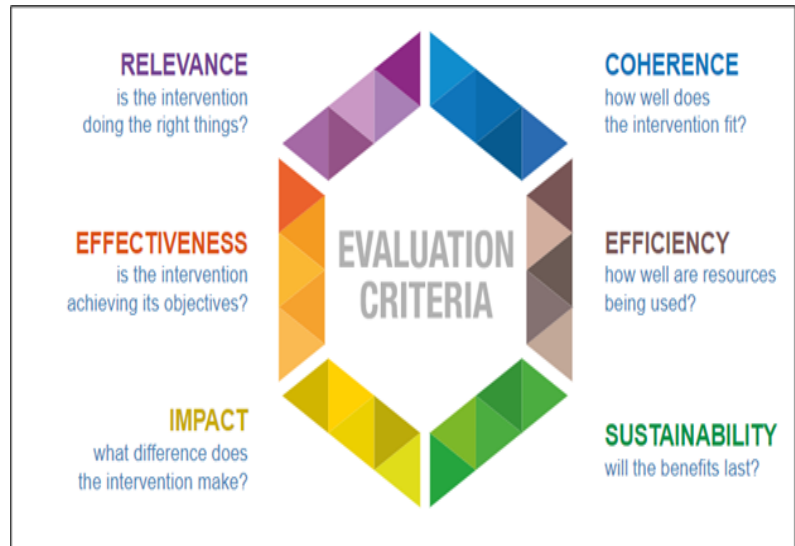 RELEVANCE
is the intervention
doing the right things?
COHERENCE
how well does
the intervention fit?
EFFECTIVENESS
is the intervention
achieving its objectives?
EVALUATION
CRITERIA
EFFICIENCY
how well are resources
being used?
IMPACT
what difference does
the intervention make?
SUSTAINABILITY
will the benefits last?